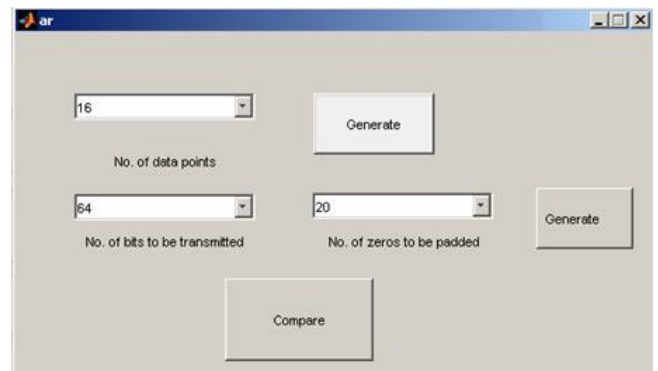 ar
16
Generate
No. of data points
64
20
Generate
No. of bits to be transmitted
No. of zeros to be padded
Compare